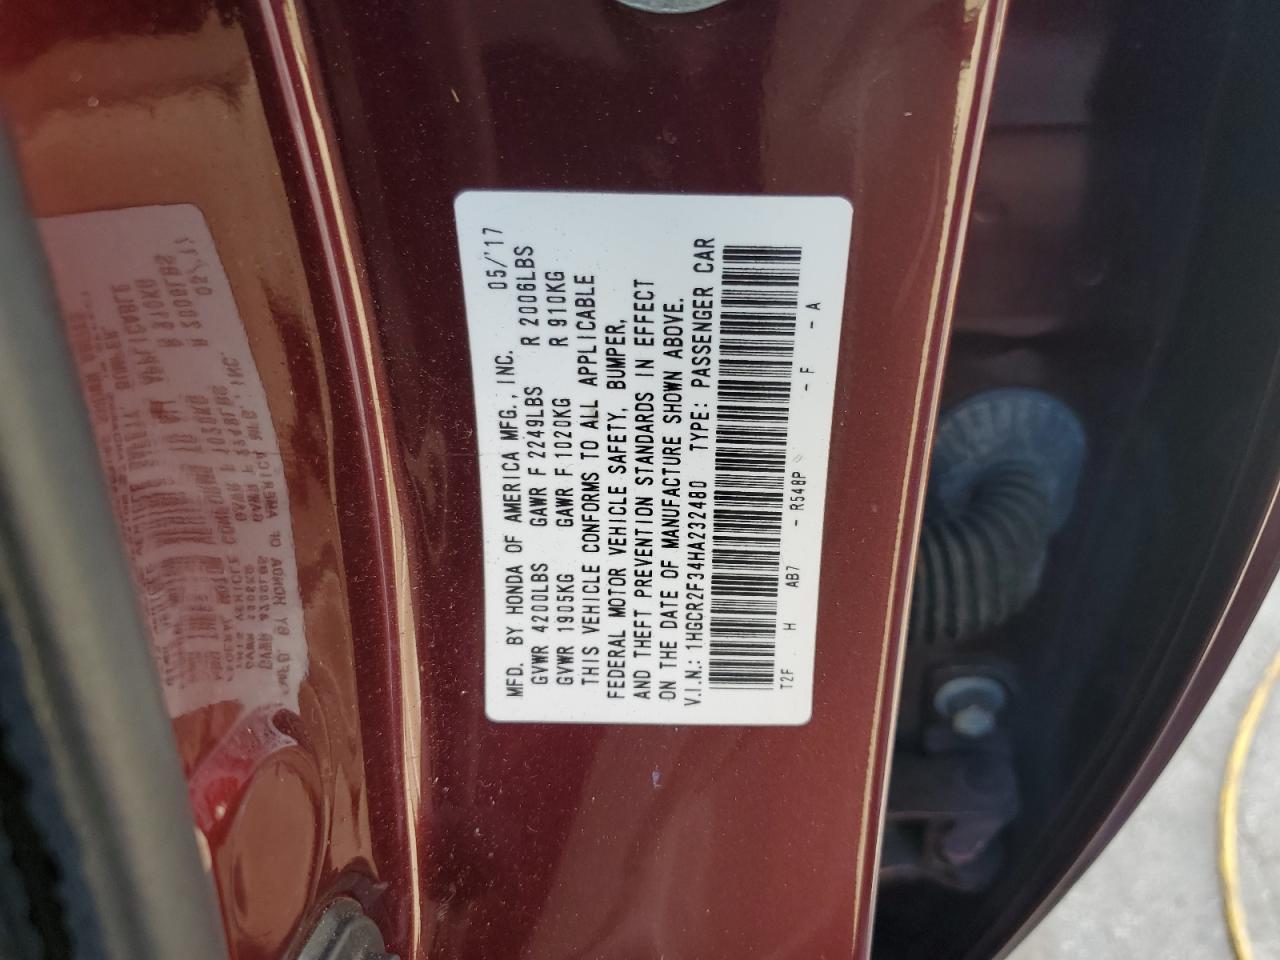 MFD. BY HONDA OF AMERICA MFG., INC. 05/'17
GVWR 4200LBS GAWR F 2249LBS R 2006LBS
GVWR 1905KG GAWR F 1020KG R 910KG
THIS VEHICLE CONFORMS TO ALL APPLICABLE
FEDERAL MOTOR VEHICLE SAFETY, BUMPER,
AND THEFT PREVENTION STANDARDS IN EFFECT
ON THE DATE OF MANUFACTURE SHOWN ABOVE.
V.I.N.: 1HGCR2F34HA232480 TYPE: PASSENGER CAR
T2F H AB7 - R548P - F - A